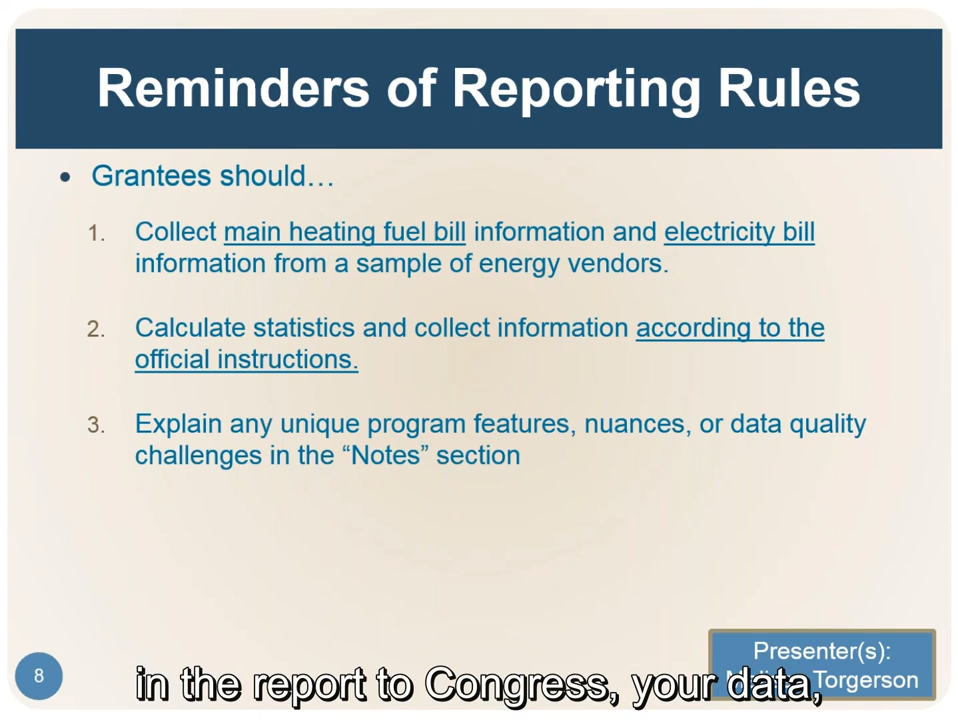 Reminders of Reporting Rules
• Grantees should…
1. Collect main heating fuel bill information and electricity bill
information from a sample of energy vendors.
2. Calculate statistics and collect information according to the
official instructions.
3. Explain any unique program features, nuances, or data quality
challenges in the “Notes” section
8
Presenter(s):
Torgerson
in the report to Congress, your data,